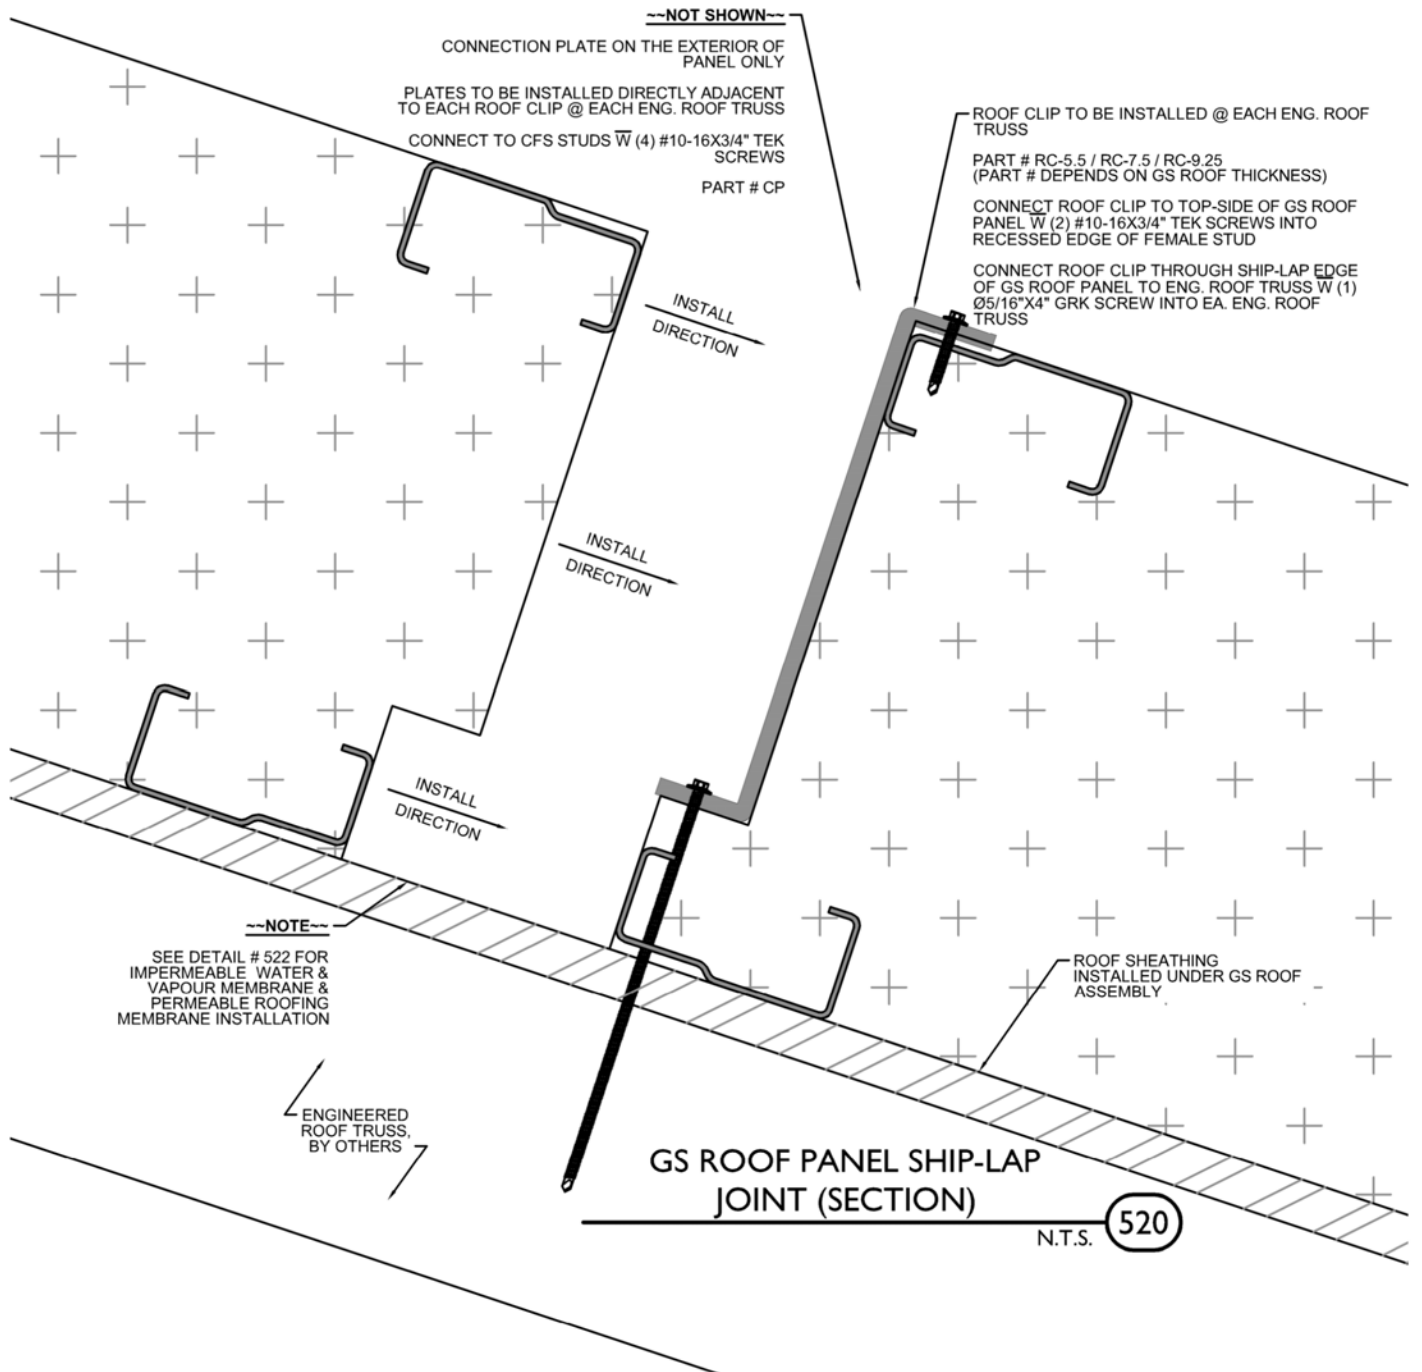 ~~NOT SHOWN~~
CONNECTION PLATE ON THE EXTERIOR OF
PANEL ONLY
PLATES TO BE INSTALLED DIRECTLY ADJACENT
TO EACH ROOF CLIP @ EACH ENG. ROOF TRUSS
CONNECT TO CFS STUDS W̅ (4) #10-16X3/4" TEK
SCREWS
PART # CP
ROOF CLIP TO BE INSTALLED @ EACH ENG. ROOF
TRUSS
PART # RC-5.5 / RC-7.5 / RC-9.25
(PART # DEPENDS ON GS ROOF THICKNESS)
CONNECT ROOF CLIP TO TOP-SIDE OF GS ROOF
PANEL W̅ (2) #10-16X3/4" TEK SCREWS INTO
RECESSED EDGE OF FEMALE STUD
CONNECT ROOF CLIP THROUGH SHIP-LAP EDGE
OF GS ROOF PANEL TO ENG. ROOF TRUSS W̅ (1)
Ø5/16"X4" GRK SCREW INTO EA. ENG. ROOF
TRUSS
INSTALL
DIRECTION
INSTALL
DIRECTION
INSTALL
DIRECTION
~~NOTE~~
SEE DETAIL # 522 FOR
IMPERMEABLE WATER &
VAPOUR MEMBRANE &
PERMEABLE ROOFING
MEMBRANE INSTALLATION
ROOF SHEATHING
INSTALLED UNDER GS ROOF
ASSEMBLY
ENGINEERED
ROOF TRUSS,
BY OTHERS
GS ROOF PANEL SHIP-LAP
JOINT (SECTION)
520
N.T.S.